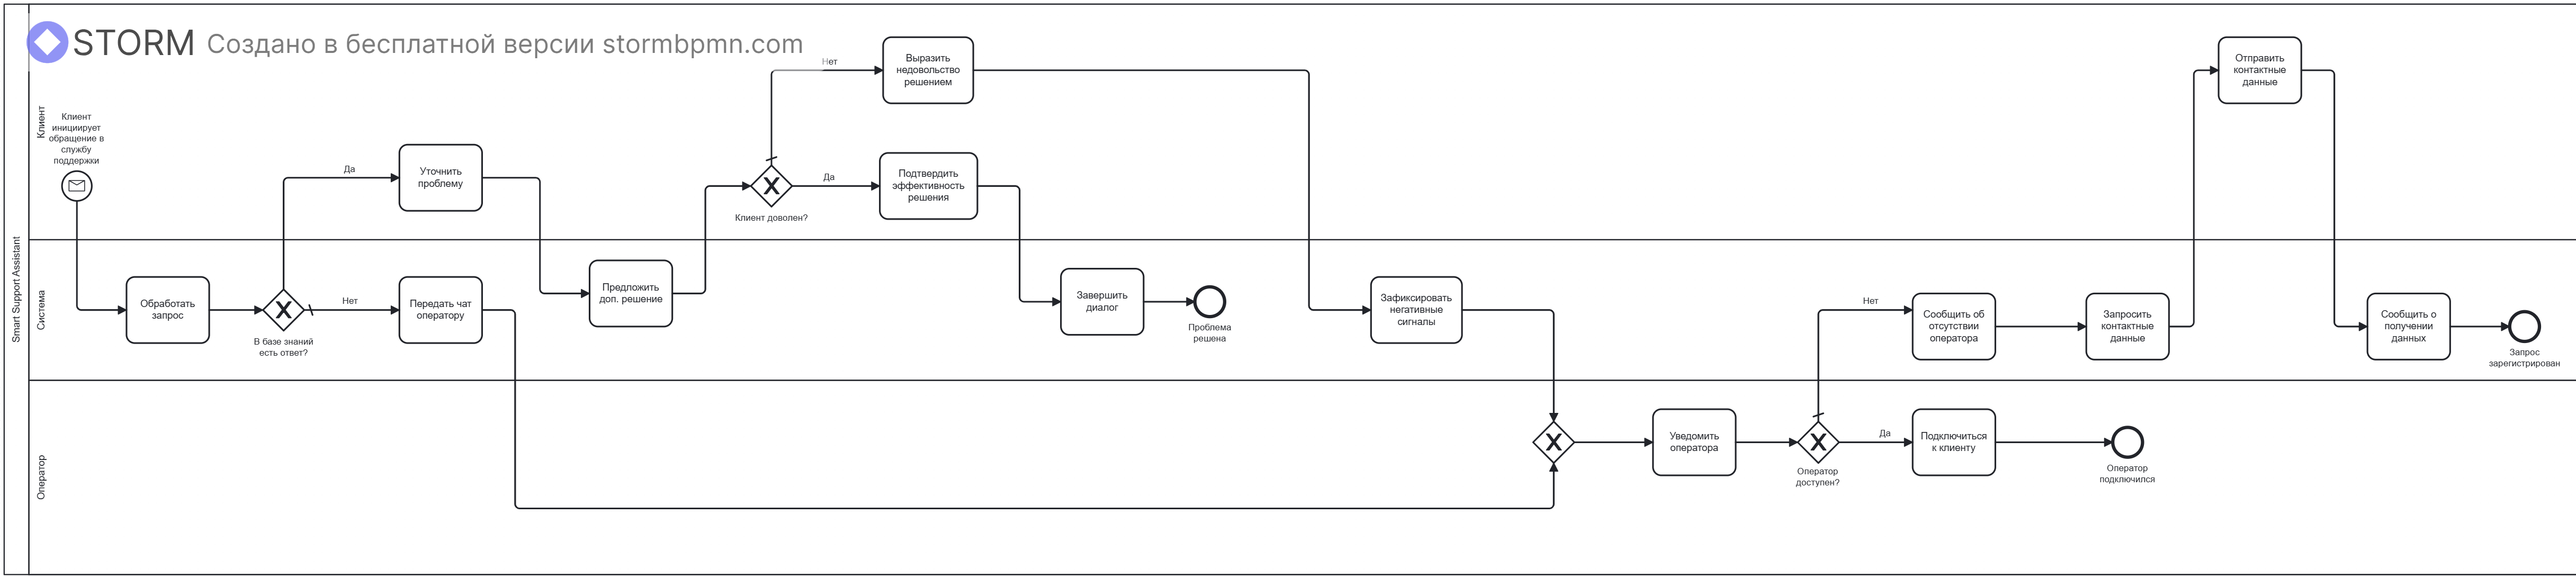 STORM Создано в бесплатной версии stormbpmn.com
Smart Support Assistant
Клиент
Клиент
инициирует
обращение в
службу
поддержки
Да
Уточнить
проблему
Нет
Выразить
недовольство
решением
Клиент доволен?
Да
Подтвердить
эффективность
решения
Отправить
контактные
данные
Система
Обработать
запрос
В базе знаний
есть ответ?
Нет
Передать чат
оператору
Предложить
доп. решение
Завершить
диалог
Проблема
решена
Зафиксировать
негативные
сигналы
Нет
Сообщить об
отсутствии
оператора
Запросить
контактные
данные
Сообщить о
получении
данных
Запрос
зарегистрирован
Оператор
Уведомить
оператора
Оператор
доступен?
Да
Подключиться
к клиенту
Оператор
подключился